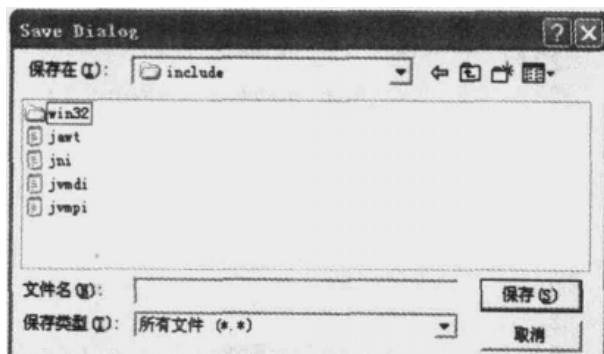 Save Dialog
保存在(I): include
win32
jawt
jni
jvmdi
jvmpi
文件名(N): 保存(S)
保存类型(T): 所有文件 (*.*) 取消